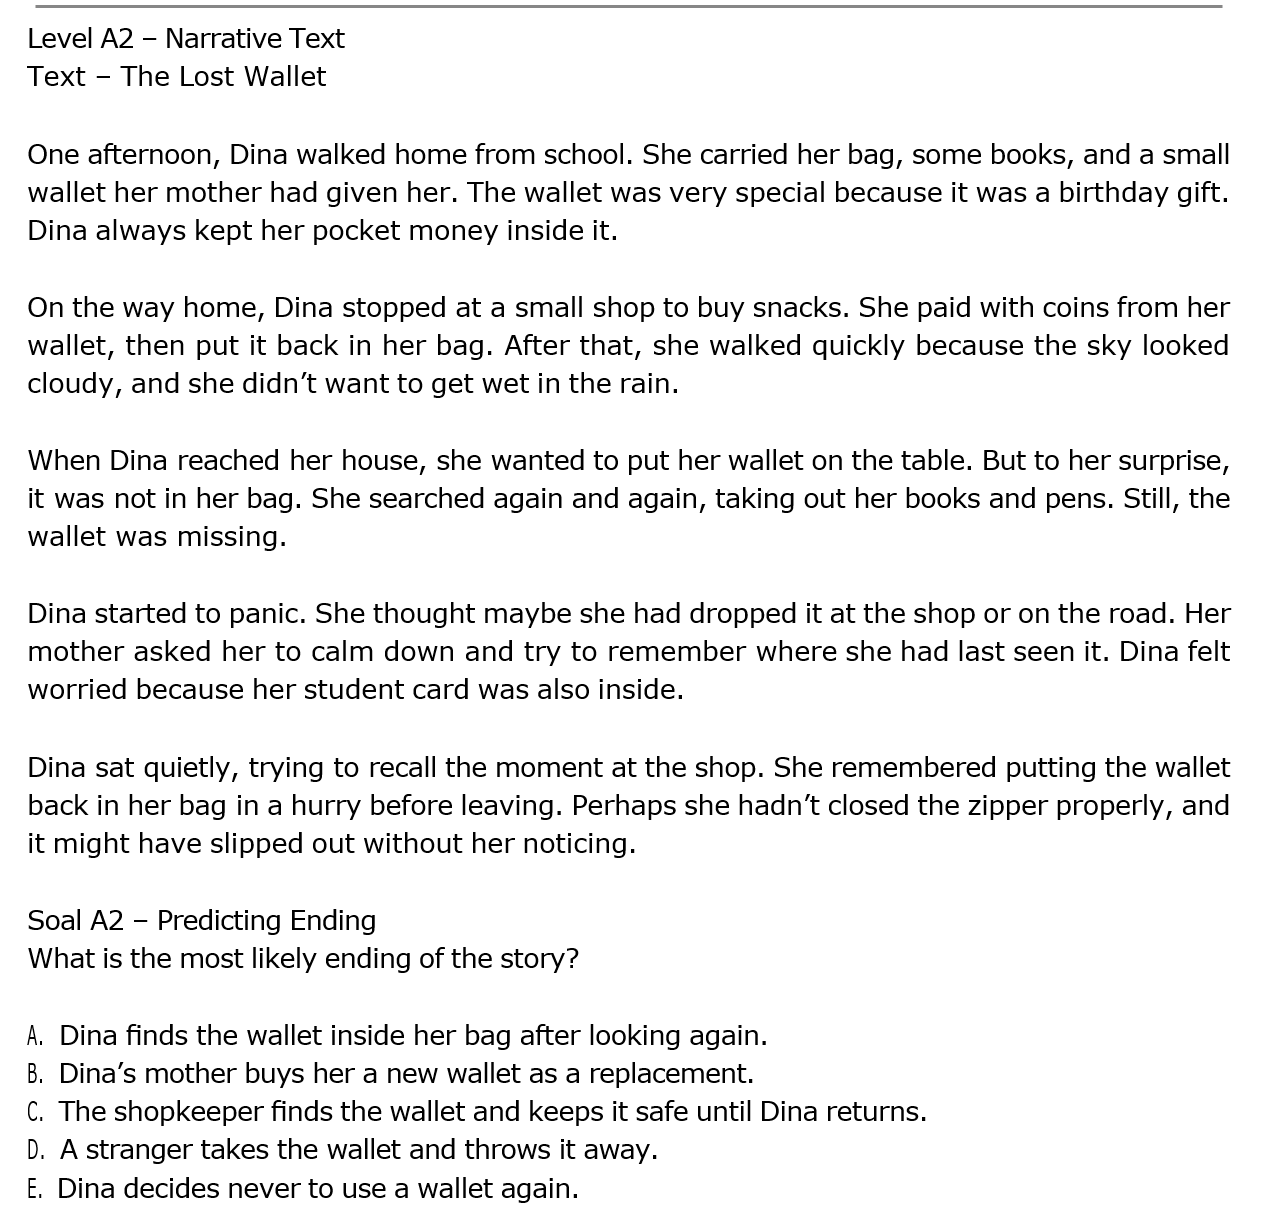 Level A2 – Narrative Text
Text – The Lost Wallet
One afternoon, Dina walked home from school. She carried her bag, some books, and a small
wallet her mother had given her. The wallet was very special because it was a birthday gift.
Dina always kept her pocket money inside it.
On the way home, Dina stopped at a small shop to buy snacks. She paid with coins from her
wallet, then put it back in her bag. After that, she walked quickly because the sky looked
cloudy, and she didn’t want to get wet in the rain.
When Dina reached her house, she wanted to put her wallet on the table. But to her surprise,
it was not in her bag. She searched again and again, taking out her books and pens. Still, the
wallet was missing.
Dina started to panic. She thought maybe she had dropped it at the shop or on the road. Her
mother asked her to calm down and try to remember where she had last seen it. Dina felt
worried because her student card was also inside.
Dina sat quietly, trying to recall the moment at the shop. She remembered putting the wallet
back in her bag in a hurry before leaving. Perhaps she hadn’t closed the zipper properly, and
it might have slipped out without her noticing.
Soal A2 – Predicting Ending
What is the most likely ending of the story?
A. Dina finds the wallet inside her bag after looking again.
B. Dina’s mother buys her a new wallet as a replacement.
C. The shopkeeper finds the wallet and keeps it safe until Dina returns.
D. A stranger takes the wallet and throws it away.
E. Dina decides never to use a wallet again.